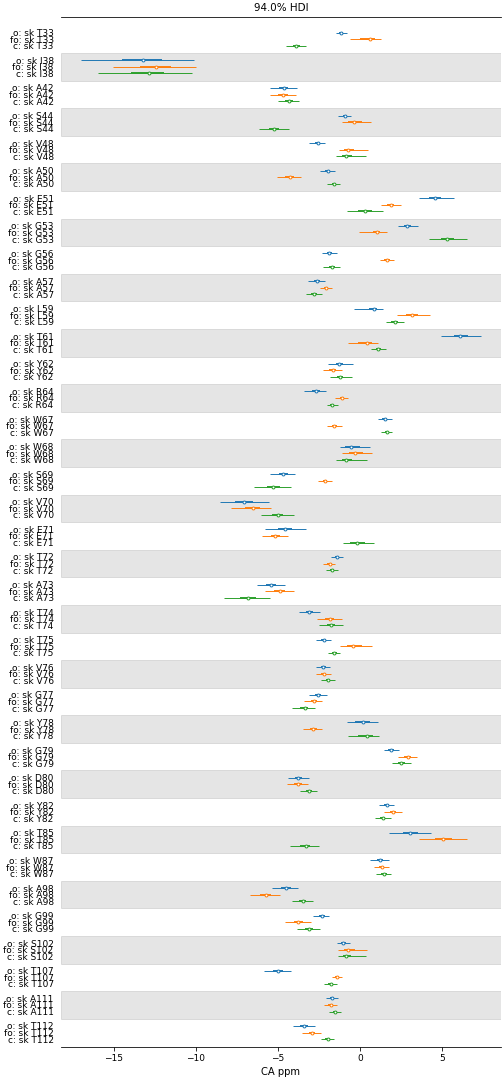 94.0% HDI
o: sk T33
fo: sk T33
c: sk T33
o: sk I38
fo: sk I38
c: sk I38
o: sk A42
fo: sk A42
c: sk A42
o: sk S44
fo: sk S44
c: sk S44
o: sk V48
fo: sk V48
c: sk V48
o: sk A50
fo: sk A50
c: sk A50
o: sk E51
fo: sk E51
c: sk E51
o: sk G53
fo: sk G53
c: sk G53
o: sk G56
fo: sk G56
c: sk G56
o: sk A57
fo: sk A57
c: sk A57
o: sk L59
fo: sk L59
c: sk L59
o: sk T61
fo: sk T61
c: sk T61
o: sk Y62
fo: sk Y62
c: sk Y62
o: sk R64
fo: sk R64
c: sk R64
o: sk W67
fo: sk W67
c: sk W67
o: sk W68
fo: sk W68
c: sk W68
o: sk S69
fo: sk S69
c: sk S69
o: sk V70
fo: sk V70
c: sk V70
o: sk E71
fo: sk E71
c: sk E71
o: sk T72
fo: sk T72
c: sk T72
o: sk A73
fo: sk A73
c: sk A73
o: sk T74
fo: sk T74
c: sk T74
o: sk T75
fo: sk T75
c: sk T75
o: sk V76
fo: sk V76
c: sk V76
o: sk G77
fo: sk G77
c: sk G77
o: sk Y78
fo: sk Y78
c: sk Y78
o: sk G79
fo: sk G79
c: sk G79
o: sk D80
fo: sk D80
c: sk D80
o: sk Y82
fo: sk Y82
c: sk Y82
o: sk T85
fo: sk T85
c: sk T85
o: sk W87
fo: sk W87
c: sk W87
o: sk A98
fo: sk A98
c: sk A98
o: sk G99
fo: sk G99
c: sk G99
o: sk S102
fo: sk S102
c: sk S102
o: sk T107
fo: sk T107
c: sk T107
o: sk A111
fo: sk A111
c: sk A111
o: sk T112
fo: sk T112
c: sk T112
−15 −10 −5 0 5
CA ppm